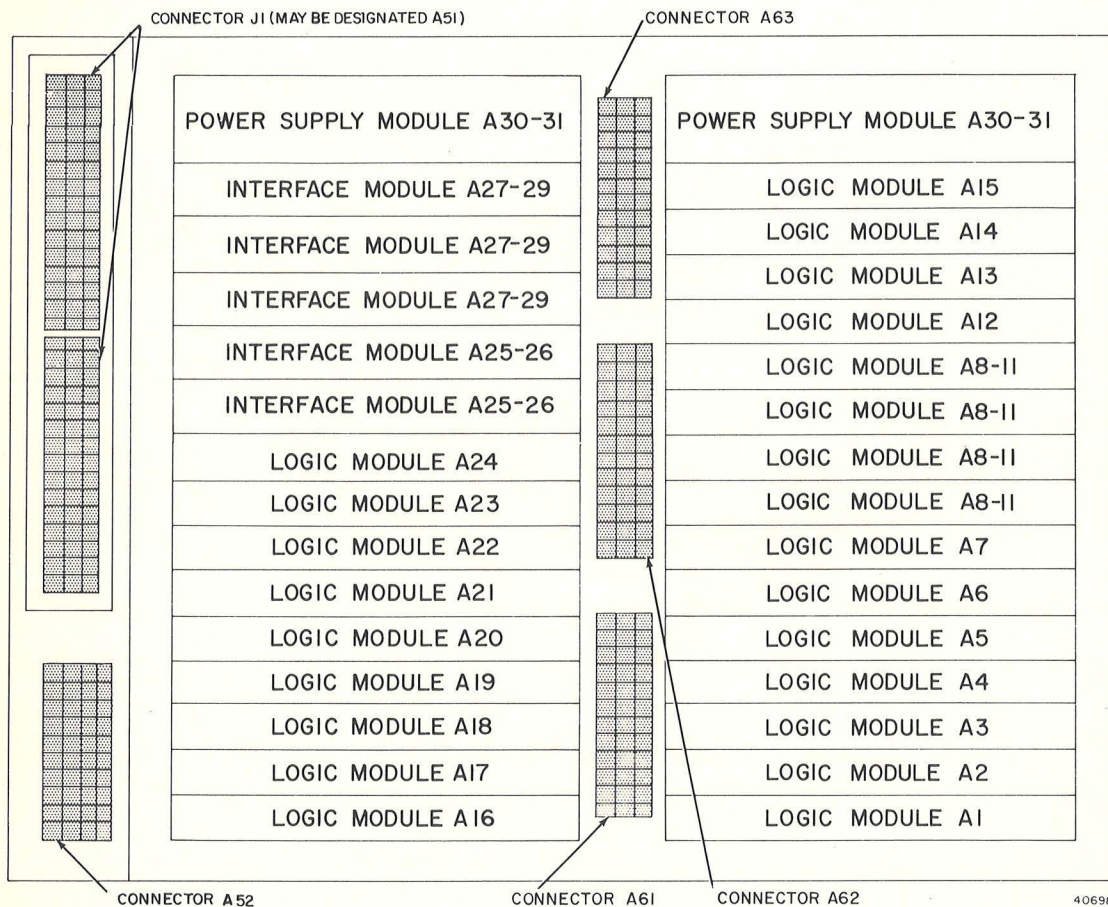 CONNECTOR J1 (MAY BE DESIGNATED A51)
CONNECTOR A63
POWER SUPPLY MODULE A30-31
INTERFACE MODULE A27-29
INTERFACE MODULE A27-29
INTERFACE MODULE A27-29
INTERFACE MODULE A25-26
INTERFACE MODULE A25-26
LOGIC MODULE A24
LOGIC MODULE A23
LOGIC MODULE A22
LOGIC MODULE A21
LOGIC MODULE A20
LOGIC MODULE A19
LOGIC MODULE A18
LOGIC MODULE A17
LOGIC MODULE A16
POWER SUPPLY MODULE A30-31
LOGIC MODULE A15
LOGIC MODULE A14
LOGIC MODULE A13
LOGIC MODULE A12
LOGIC MODULE A8-11
LOGIC MODULE A8-11
LOGIC MODULE A8-11
LOGIC MODULE A8-11
LOGIC MODULE A7
LOGIC MODULE A6
LOGIC MODULE A5
LOGIC MODULE A4
LOGIC MODULE A3
LOGIC MODULE A2
LOGIC MODULE A1
CONNECTOR A52
CONNECTOR A61
CONNECTOR A62
40698